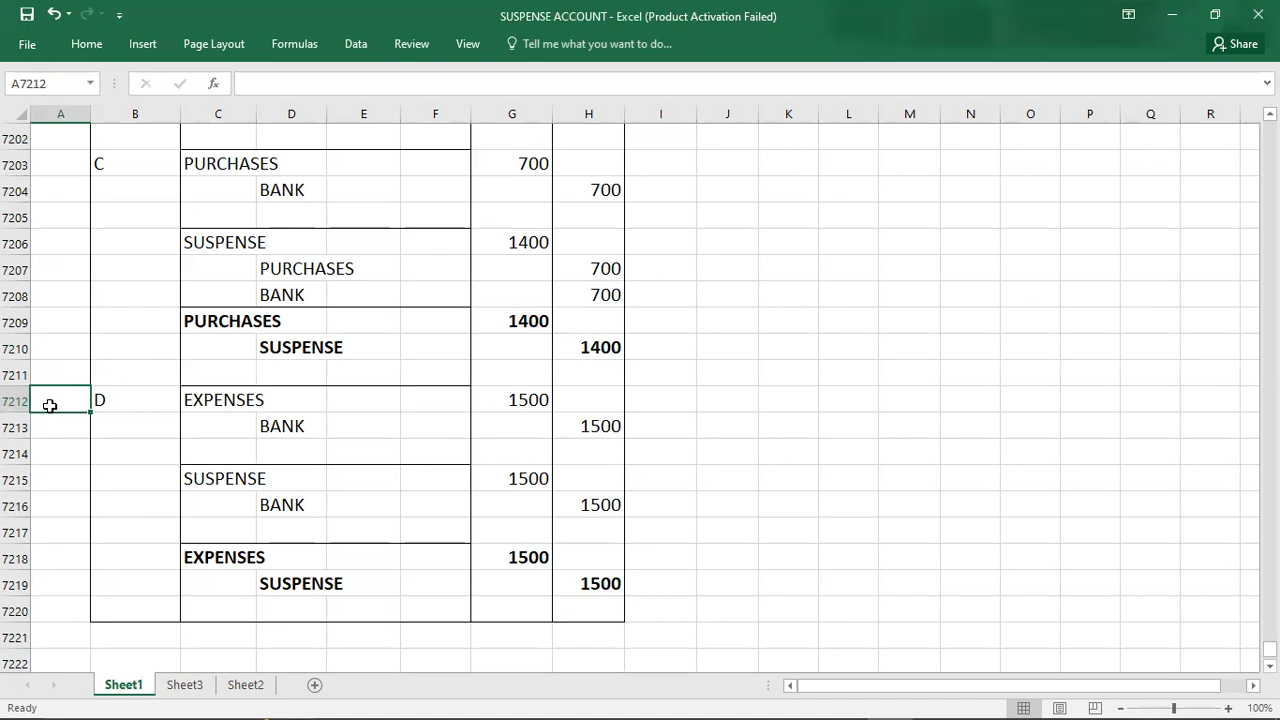 SUSPENSE ACCOUNT - Excel (Product Activation Failed)
File Home Insert Page Layout Formulas Data Review View Tell me what you want to do... Share
A7212 fx
A B C D E F G H I J K L M N O P Q R
7202
7203 C PURCHASES 700
7204 BANK 700
7205
7206 SUSPENSE 1400
7207 PURCHASES 700
7208 BANK 700
7209 PURCHASES 1400
7210 SUSPENSE 1400
7211
7212 D EXPENSES 1500
7213 BANK 1500
7214
7215 SUSPENSE 1500
7216 BANK 1500
7217
7218 EXPENSES 1500
7219 SUSPENSE 1500
7220
7221
7222
Sheet1 Sheet3 Sheet2
Ready 100%